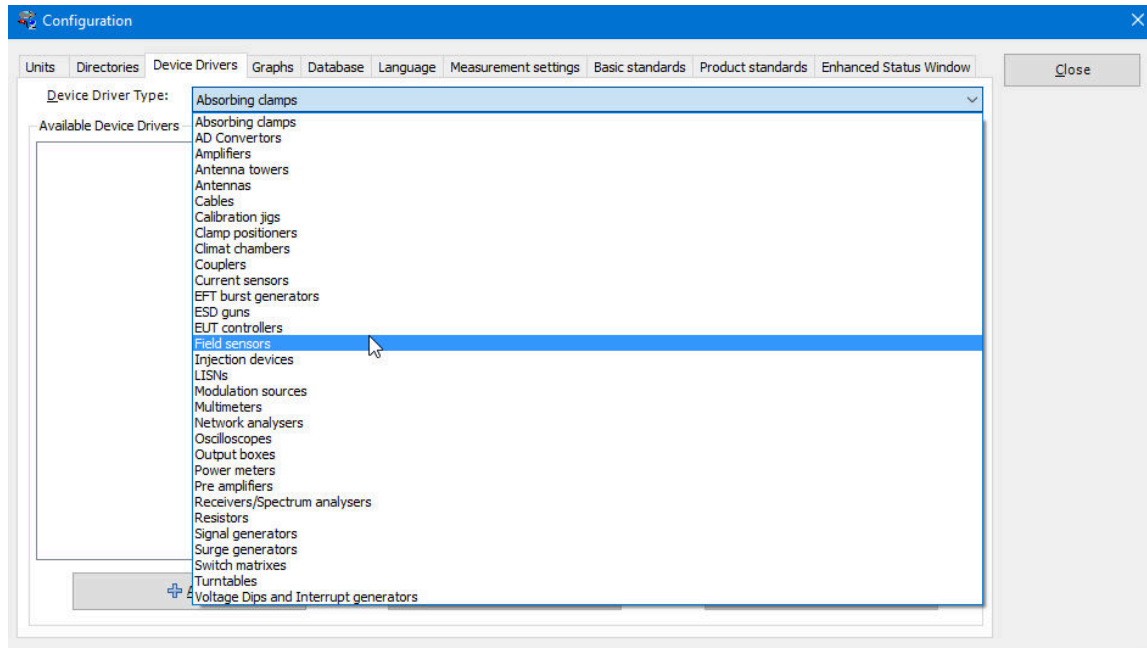 Configuration
Units Directories Device Drivers Graphs Database Language Measurement settings Basic standards Product standards Enhanced Status Window
Close
Device Driver Type: Absorbing clamps
Available Device Drivers
Absorbing clamps
AD Convertors
Amplifiers
Antenna towers
Antennas
Cables
Calibration jigs
Clamp positioners
Climat chambers
Couplers
Current sensors
EFT burst generators
ESD guns
EUT controllers
Field sensors
Injection devices
LISNs
Modulation sources
Multimeters
Network analysers
Oscilloscopes
Output boxes
Power meters
Pre amplifiers
Receivers/Spectrum analysers
Resistors
Signal generators
Surge generators
Switch matrixes
Turntables
Voltage Dips and Interrupt generators